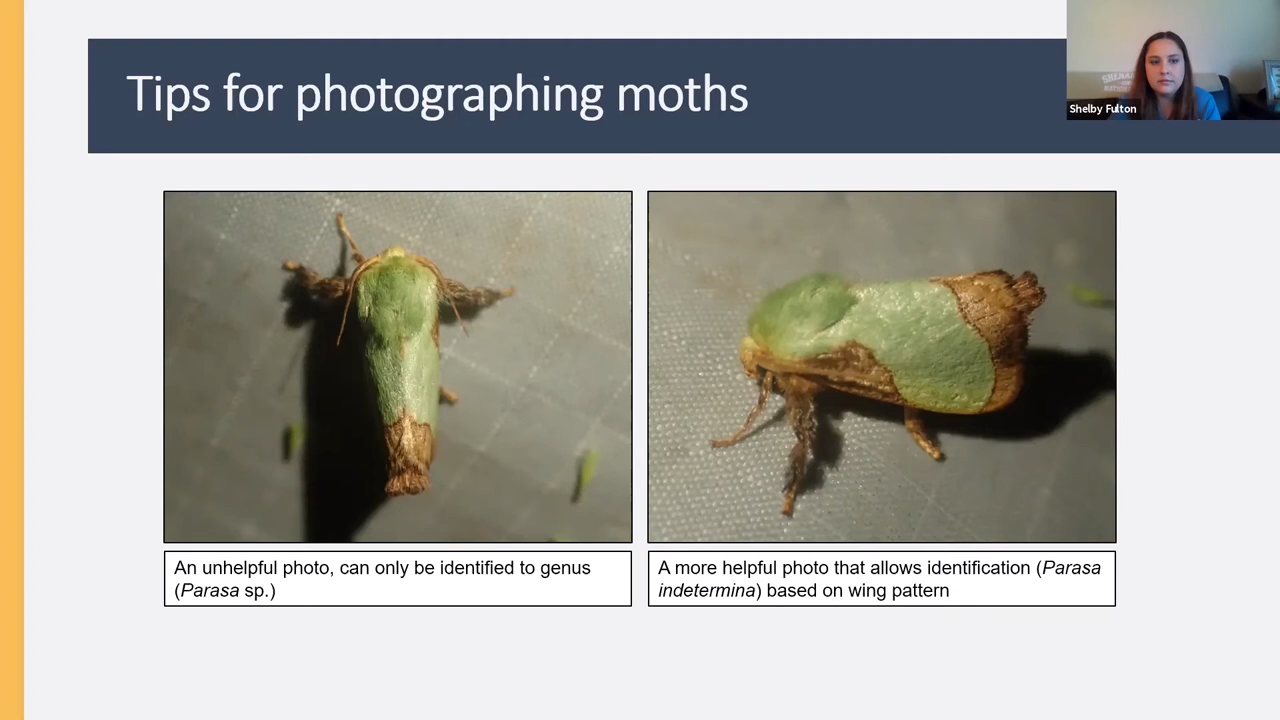 Tips for photographing moths
Shelby Fulton
An unhelpful photo, can only be identified to genus
(Parasa sp.)
A more helpful photo that allows identification (Parasa
indetermina) based on wing pattern